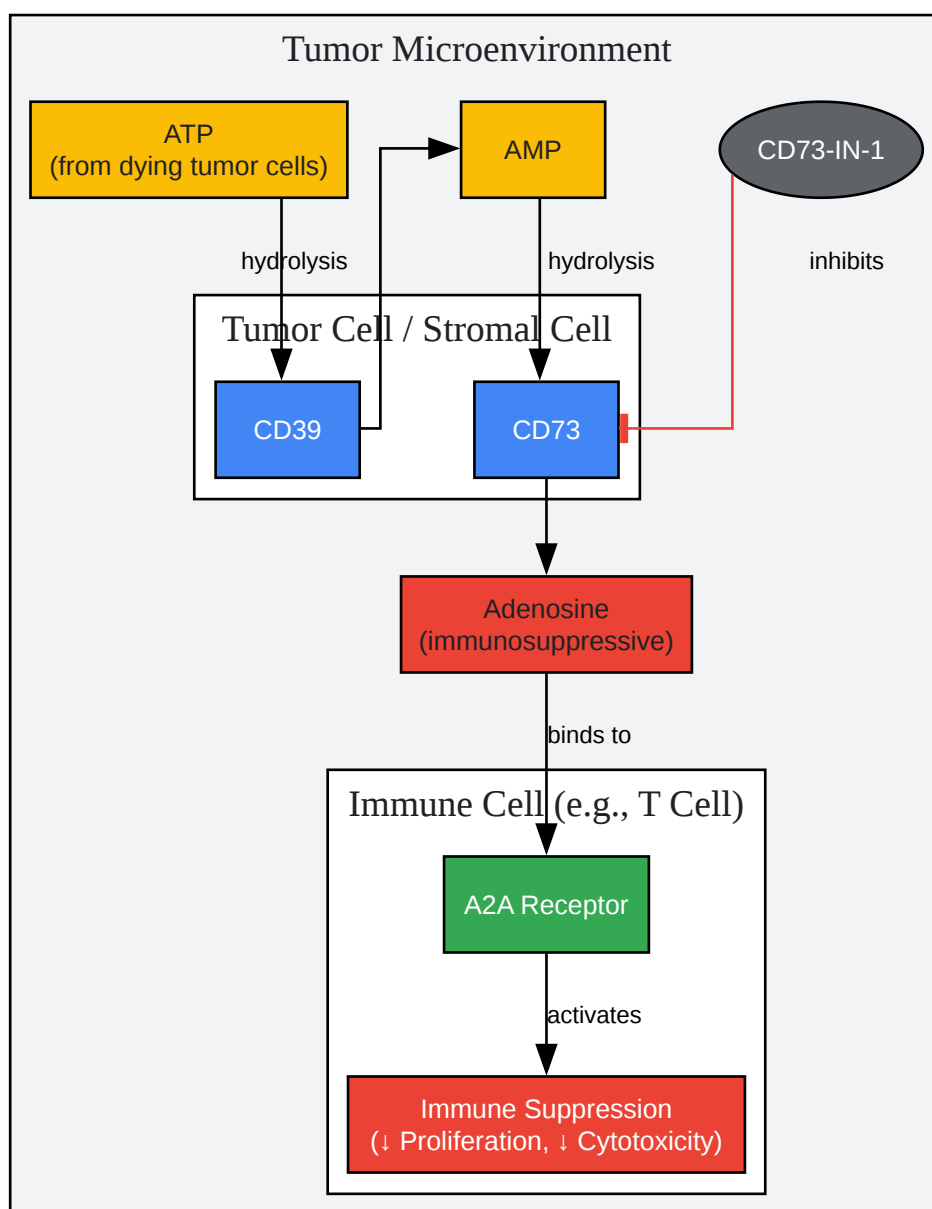 Tumor Microenvironment
ATP
(from dying tumor cells)
AMP
CD73-IN-1
hydrolysis
hydrolysis
inhibits
Tumor Cell / Stromal Cell
CD39
CD73
Adenosine
(immunosuppressive)
binds to
Immune Cell (e.g., T Cell)
A2A Receptor
activates
Immune Suppression
(↓ Proliferation, ↓ Cytotoxicity)